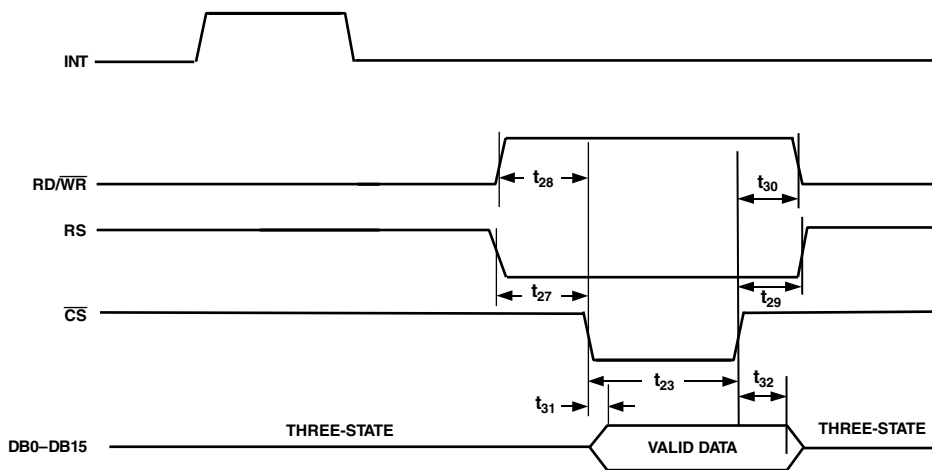 INT
RD/WR
t28
t30
RS
t27
t29
CS
t23
t32
t31
DB0–DB15
THREE-STATE
VALID DATA
THREE-STATE